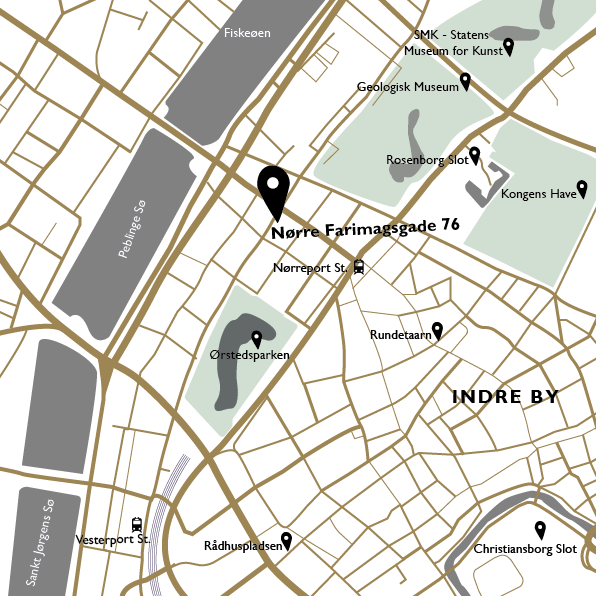 Fiskeøen
SMK - Statens
Museum for Kunst
Geologisk Museum
Rosenborg Slot
Kongens Have
Peblinge Sø
Nørre Farimagsgade 76
Nørreport St.
Rundetaarn
Ørstedsparken
INDRE BY
Sankt Jørgens Sø
Vesterport St.
Rådhuspladsen
Christiansborg Slot